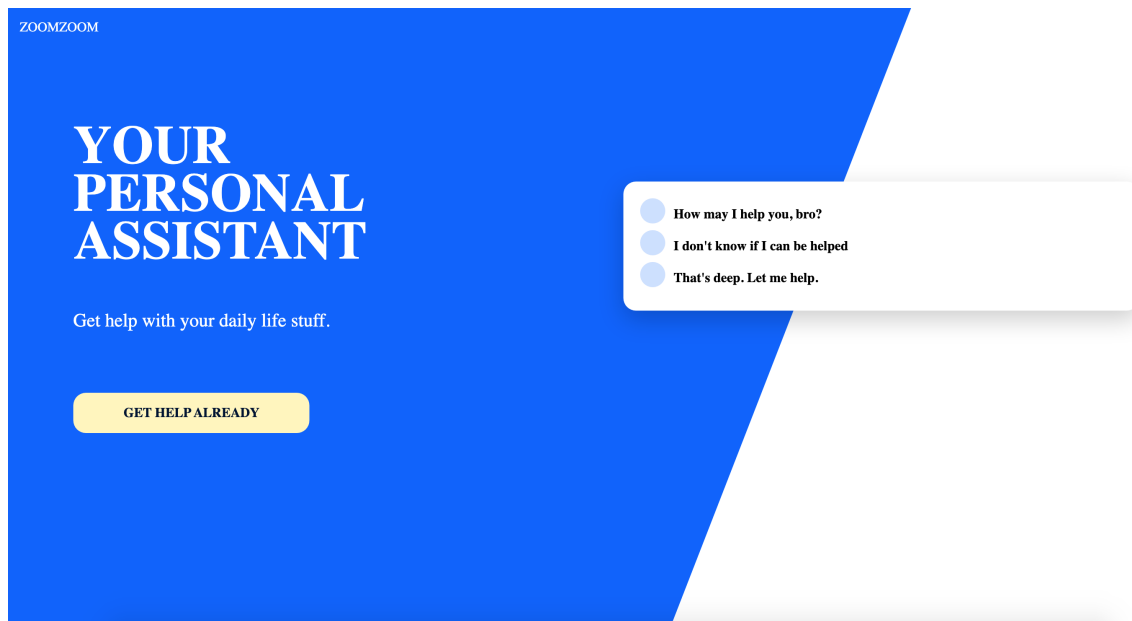 ZOOMZOOM
YOUR
PERSONAL
ASSISTANT
Get help with your daily life stuff.
GET HELP ALREADY
How may I help you, bro?
I don't know if I can be helped
That's deep. Let me help.